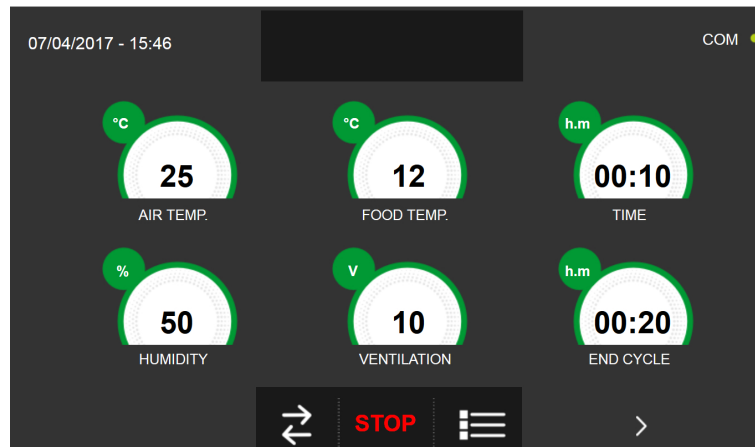 07/04/2017 - 15:46
COM
°C
°C
h.m
25
12
00:10
AIR TEMP.
FOOD TEMP.
TIME
%
V
h.m
50
10
00:20
HUMIDITY
VENTILATION
END CYCLE
STOP